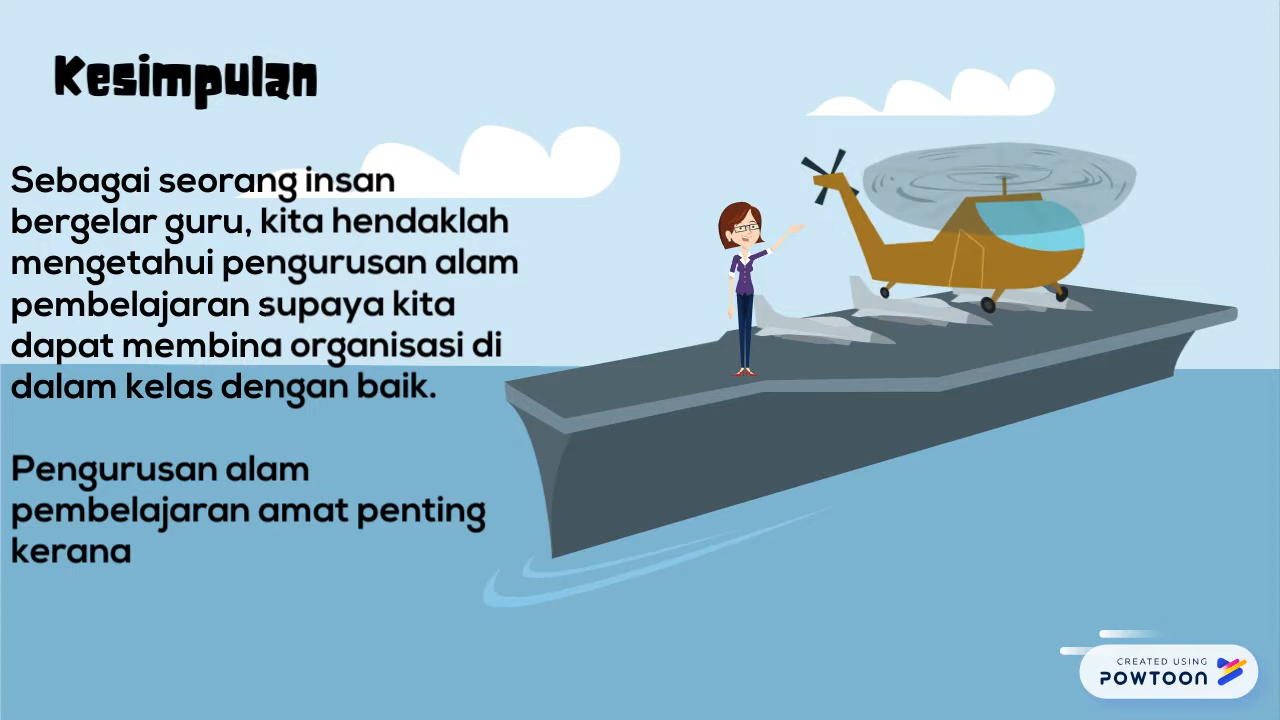 Kesimpulan
Sebagai seorang insan
bergelar guru, kita hendaklah
mengetahui pengurusan alam
pembelajaran supaya kita
dapat membina organisasi di
dalam kelas dengan baik.
Pengurusan alam
pembelajaran amat penting
kerana
CREATED USING
POWTOON